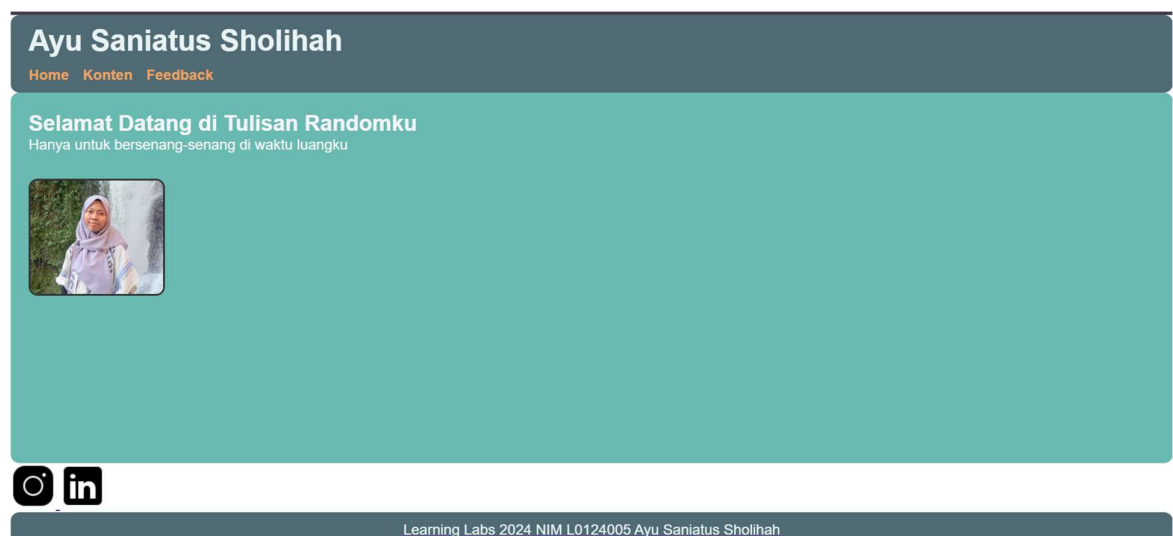 Ayu Saniatus Sholihah
Home Konten Feedback
Selamat Datang di Tulisan Randomku
Hanya untuk bersenang-senang di waktu luangku
in
Learning Labs 2024 NIM L0124005 Ayu Saniatus Sholihah